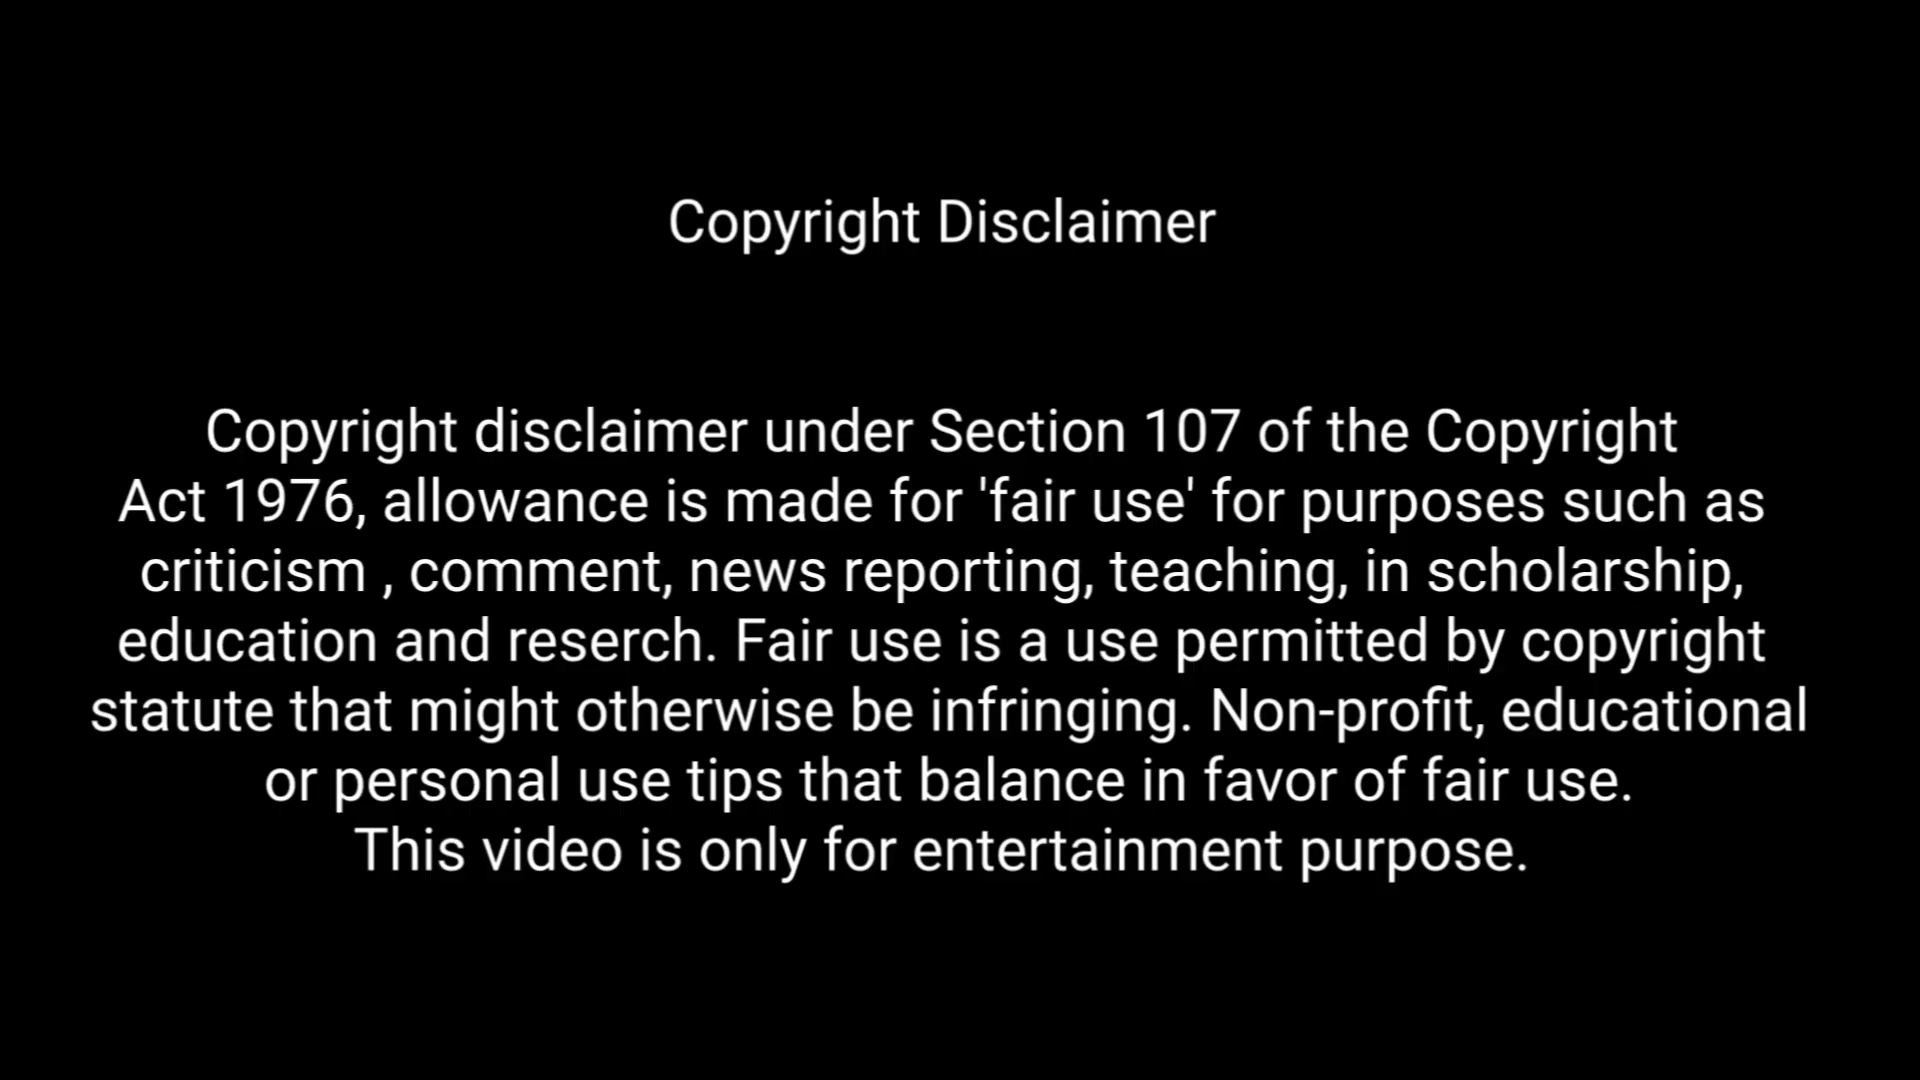 Copyright Disclaimer
Copyright disclaimer under Section 107 of the Copyright
Act 1976, allowance is made for 'fair use' for purposes such as
criticism , comment, news reporting, teaching, in scholarship,
education and reserch. Fair use is a use permitted by copyright
statute that might otherwise be infringing. Non-profit, educational
or personal use tips that balance in favor of fair use.
This video is only for entertainment purpose.